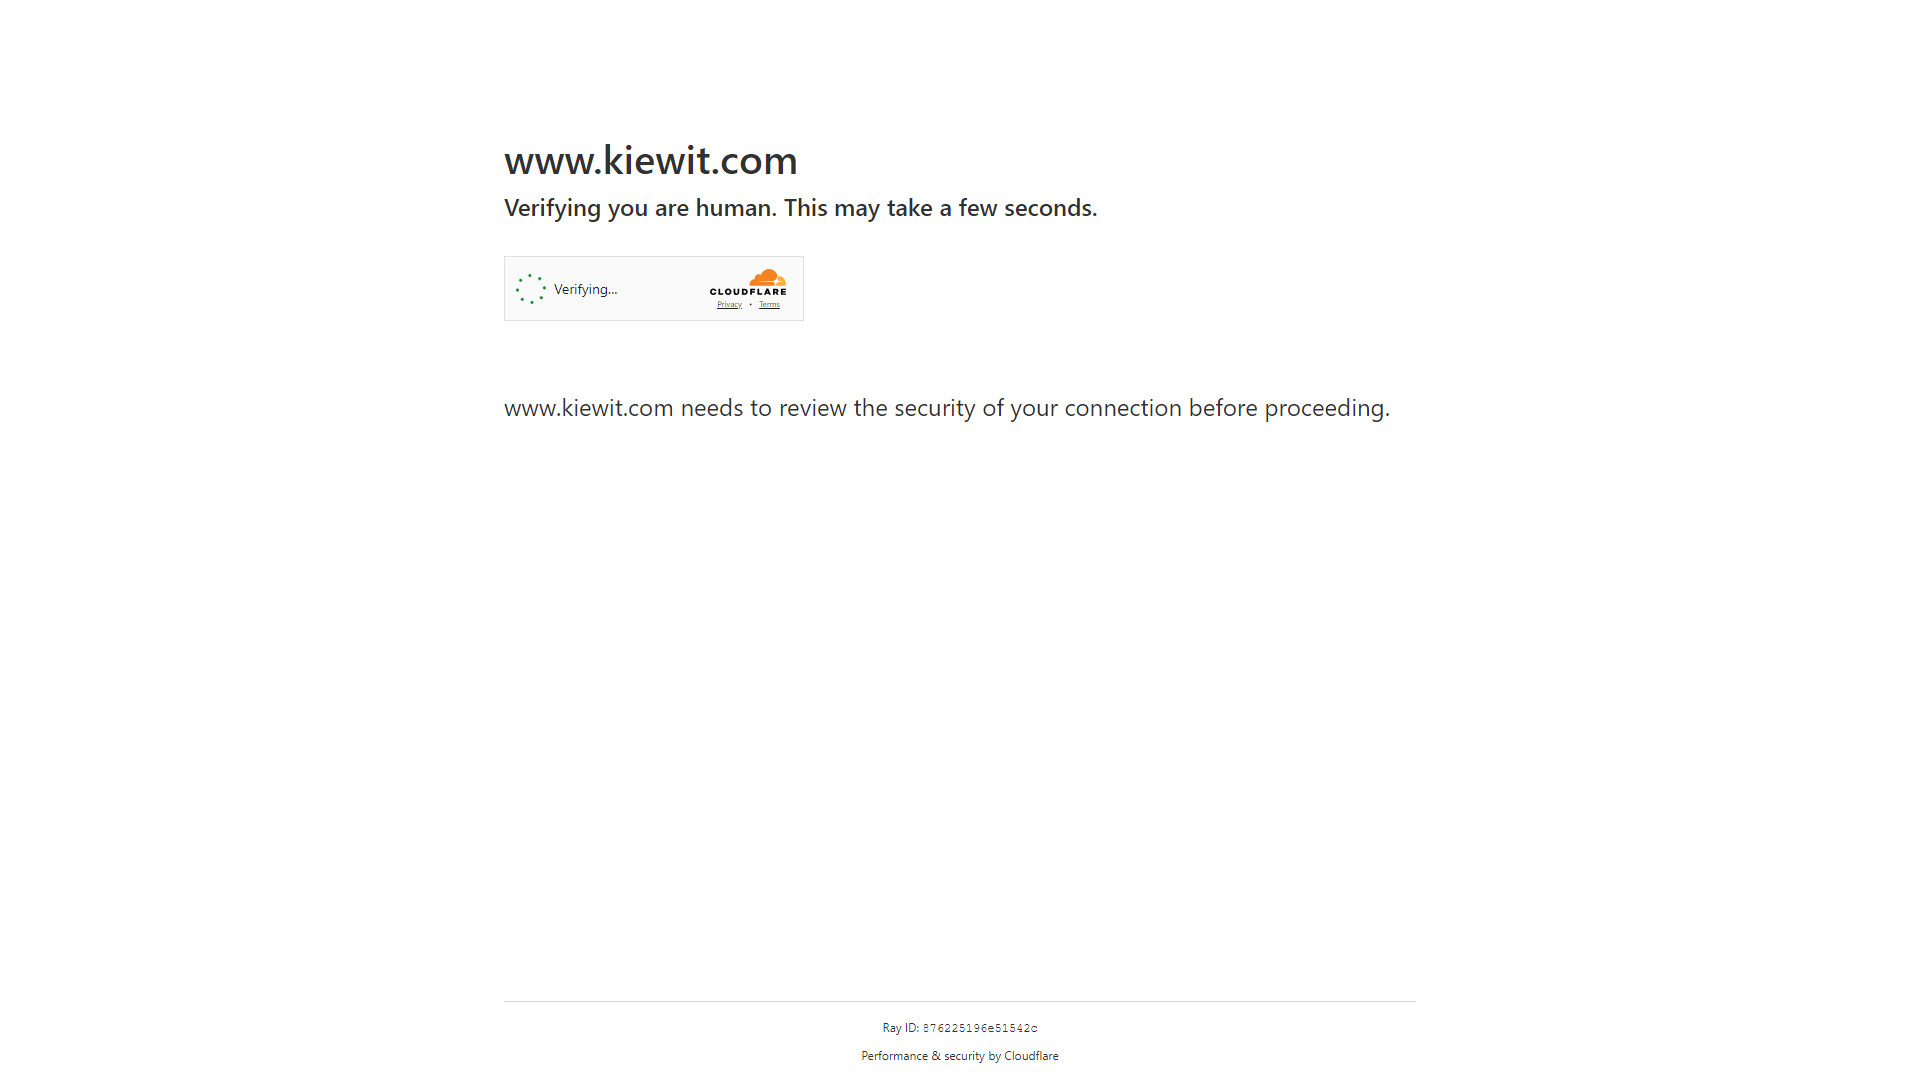 www.kiewit.com
Verifying you are human. This may take a few seconds.
Verifying...
CLOUDFLARE
Privacy • Terms
www.kiewit.com needs to review the security of your connection before proceeding.
Ray ID: 876225196e51542c
Performance & security by Cloudflare